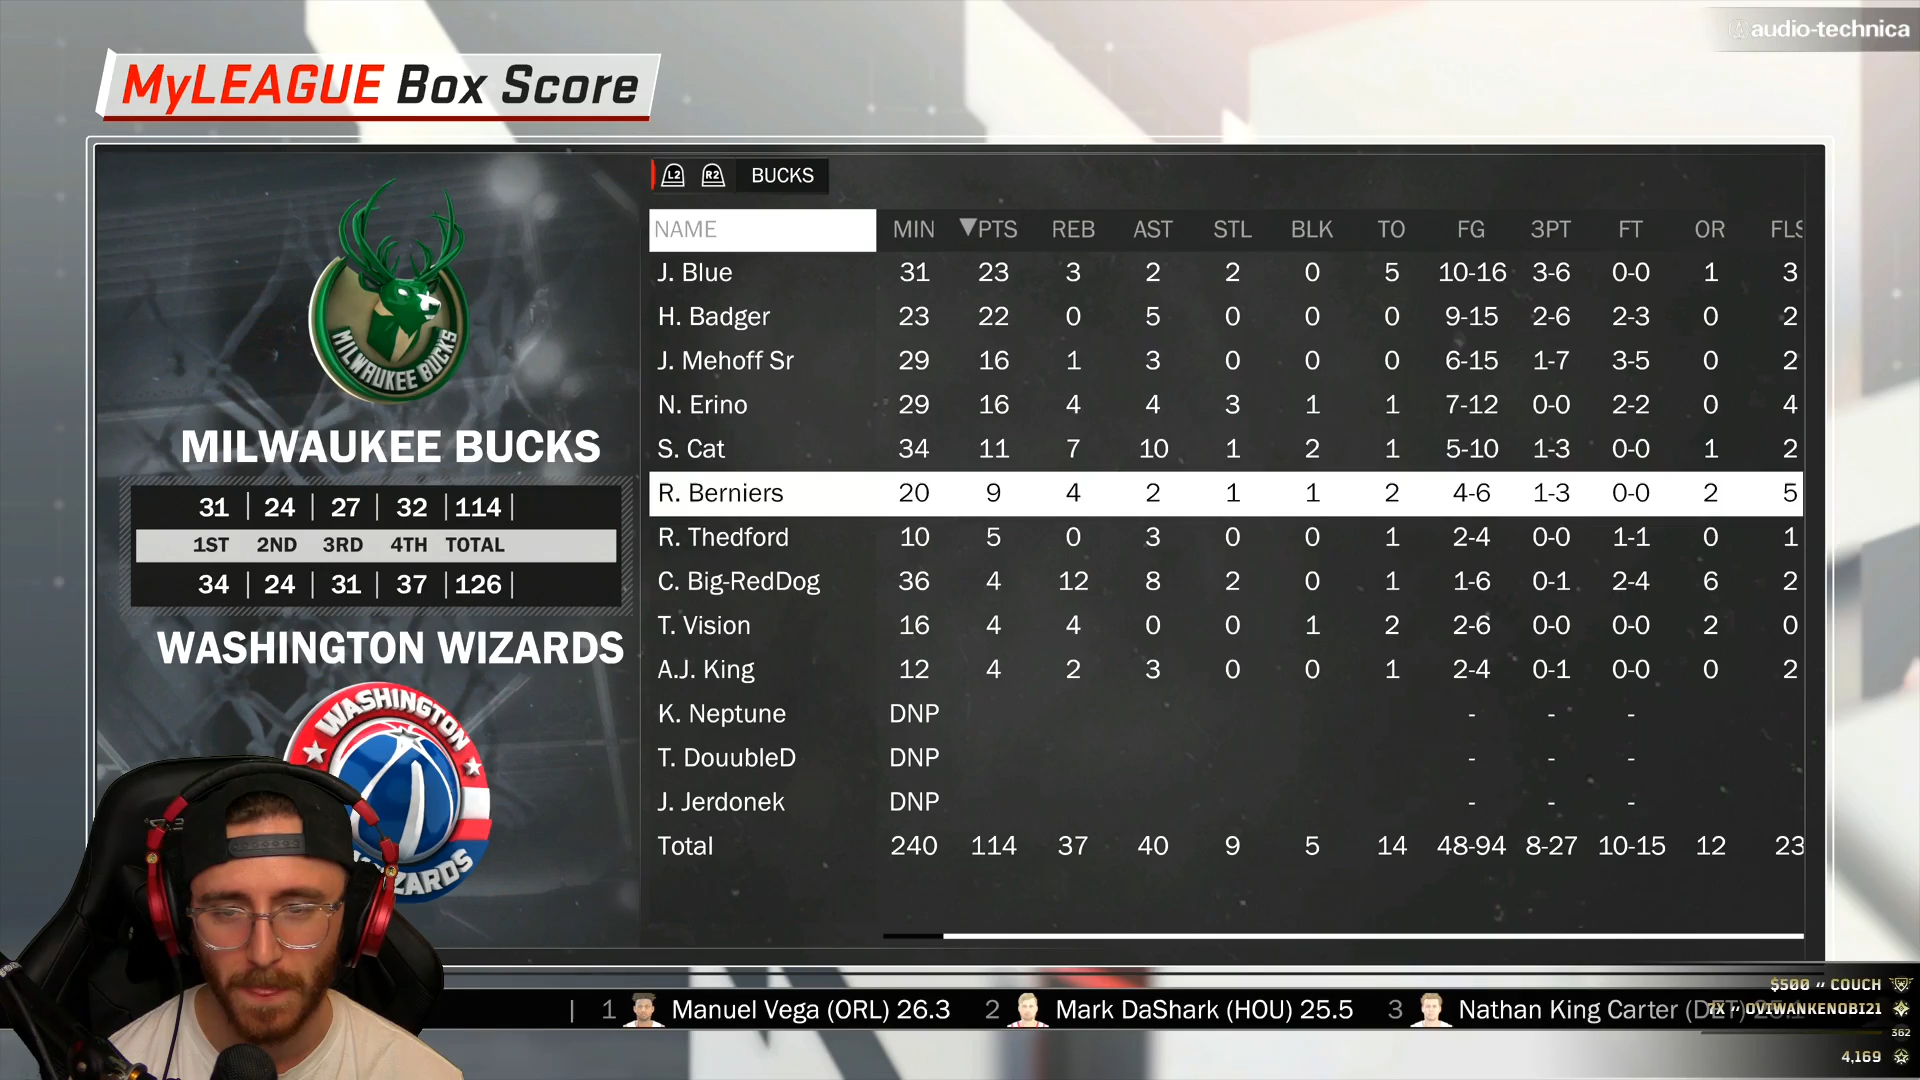 audio-technica
MyLEAGUE Box Score
L2 R2 BUCKS
NAME MIN ▼PTS REB AST STL BLK TO FG 3PT FT OR FLS
J. Blue 31 23 3 2 2 0 5 10-16 3-6 0-0 1 3
H. Badger 23 22 0 5 0 0 0 9-15 2-6 2-3 0 2
J. Mehoff Sr 29 16 1 3 0 0 0 6-15 1-7 3-5 0 2
N. Erino 29 16 4 4 3 1 1 7-12 0-0 2-2 0 4
S. Cat 34 11 7 10 1 2 1 5-10 1-3 0-0 1 2
R. Berniers 20 9 4 2 1 1 2 4-6 1-3 0-0 2 5
R. Thedford 10 5 0 3 0 0 1 2-4 0-0 1-1 0 1
C. Big-RedDog 36 4 12 8 2 0 1 1-6 0-1 2-4 6 2
T. Vision 16 4 4 0 0 1 2 2-6 0-0 0-0 2 0
A.J. King 12 4 2 3 0 0 1 2-4 0-1 0-0 0 2
K. Neptune DNP - - -
T. DouubleD DNP - - -
J. Jerdonek DNP - - -
Total 240 114 37 40 9 5 14 48-94 8-27 10-15 12 23
MILWAUKEE BUCKS
MILWAUKEE BUCKS
31 | 24 | 27 | 32 | 114 |
1ST 2ND 3RD 4TH TOTAL
34 | 24 | 31 | 37 | 126 |
WASHINGTON WIZARDS
WASHINGTON
| 1 Manuel Vega (ORL) 26.3 2 Mark DaShark (HOU) 25.5 3 Nathan King Carter (DET)
$500 // COUCH
7X // OVIWANKENOBI21
362
4,169